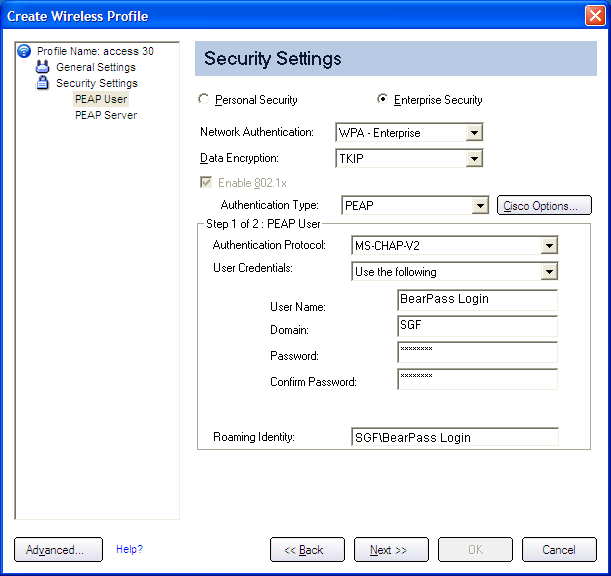 Create Wireless Profile
Profile Name: access 30
General Settings
Security Settings
PEAP User
PEAP Server
Security Settings
Personal Security
Enterprise Security
Network Authentication:
WPA - Enterprise
Data Encryption:
TKIP
Enable 802.1x
Authentication Type:
PEAP
Cisco Options...
Step 1 of 2 : PEAP User
Authentication Protocol:
MS-CHAP-V2
User Credentials:
Use the following
User Name:
BearPass Login
Domain:
SGF
Password:
********
Confirm Password:
********
Roaming Identity:
SGF\BearPass Login
Advanced...
Help?
<< Back
Next >>
OK
Cancel